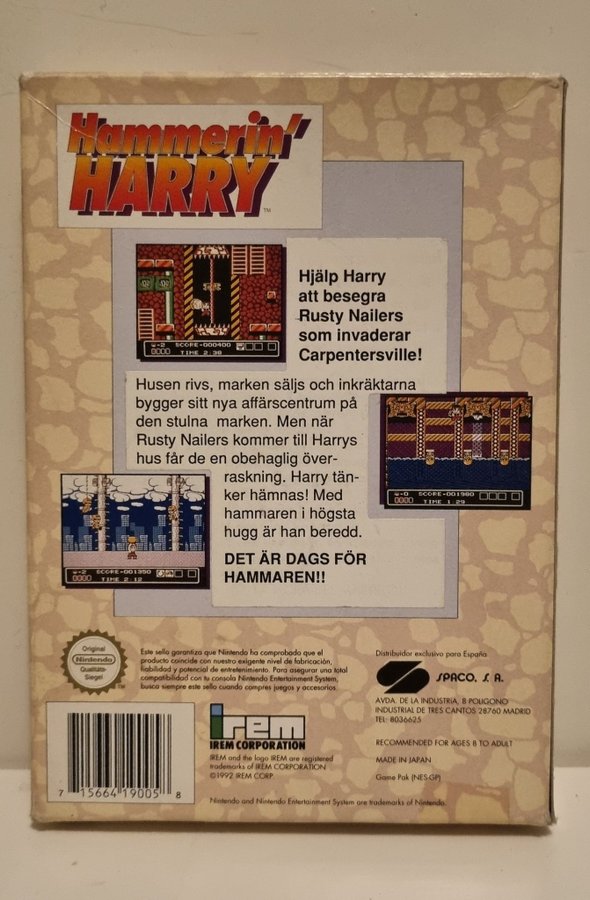 Hammerin'
HARRY
TM
Hjälp Harry
att besegra
Rusty Nailers
som invaderar
Carpentersville!
-2 SCORE-000400
0000 TIME 2:38
Husen rivs, marken säljs och inkräktarna
bygger sitt nya affärscentrum på
den stulna marken. Men när
Rusty Nailers kommer till Harrys
hus får de en obehaglig över-
raskning. Harry tän-
ker hämnas! Med
hammaren i högsta
hugg är han beredd.
-0 SCORE-001980
0000 TIME 1:29
DET ÄR DAGS FÖR
HAMMAREN!!
-2 SCORE-001350
0000 TIME 2:12
Original
Nintendo
Qualitäts-
Siegel
TM
Este sello garantiza que Nintendo ha comprobado que el
producto coincide con nuestro exigente nivel de fabricación,
fiabilidad y potencial de entretenimiento. Para asegurar una total
compatibilidad con tu consola Nintendo Entertainment System,
busca siempre este sello cuando compres juegos y accesorios.
Distribuidor exclusivo para España
SPACO, S. A.
AVDA. DE LA INDUSTRIA, 8 POLIGONO
INDUSTRIAL DE TRES CANTOS 28760 MADRID
TEL: 8036625
RECOMMENDED FOR AGES 8 TO ADULT
MADE IN JAPAN
Game Pak (NES-GP)
irem
IREM CORPORATION
IREM and the logo IREM are registered
trademarks of IREM CORPORATION
©1992 IREM CORP.
7 15664 19005 8
Nintendo and Nintendo Entertainment System are trademarks of Nintendo.